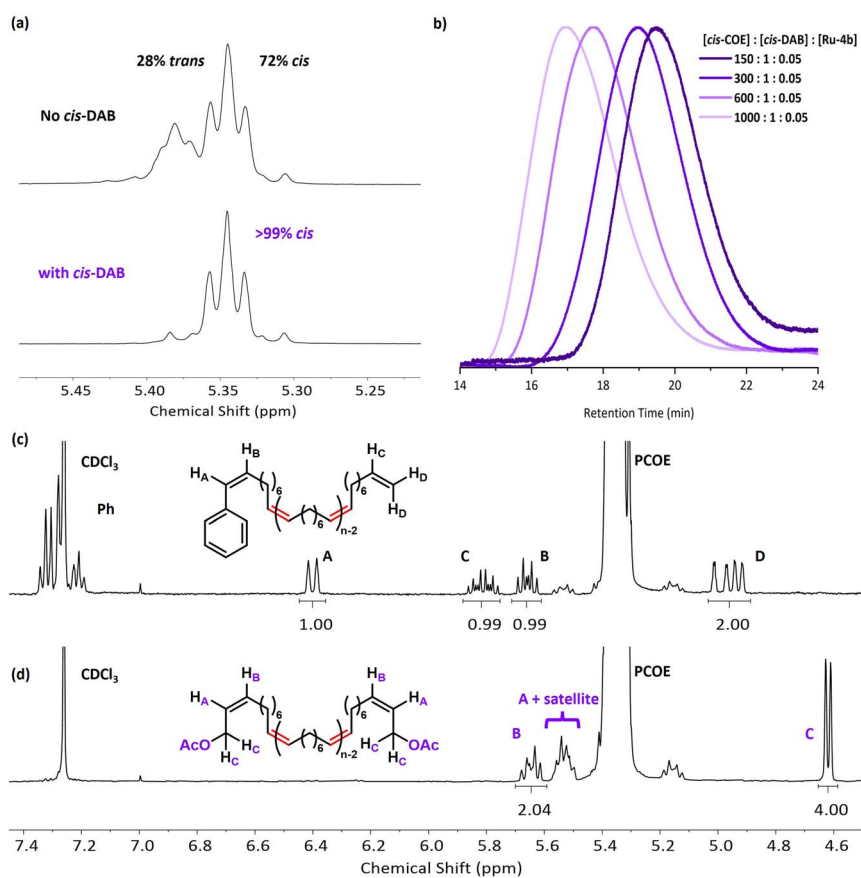 (a)
28% trans
72% cis
No cis-DAB
>99% cis
with cis-DAB
5.45
5.40
5.35
5.30
5.25
Chemical Shift (ppm)
b)
[cis-COE] : [cis-DAB] : [Ru-4b]
150 : 1 : 0.05
300 : 1 : 0.05
600 : 1 : 0.05
1000 : 1 : 0.05
14
16
18
20
22
24
Retention Time (min)
(c)
CDCl3
Ph
HA
HB
6
6
n-2
6
HC
HD
HD
PCOE
A
C
B
D
1.00
0.99
0.99
2.00
(d)
CDCl3
HA
HB
AcO
HC
HC
6
6
n-2
6
HB
HA
HC
HC
OAc
B
A + satellite
PCOE
C
2.04
4.00
7.4
7.2
7.0
6.8
6.6
6.4
6.2
6.0
5.8
5.6
5.4
5.2
5.0
4.8
4.6
Chemical Shift (ppm)